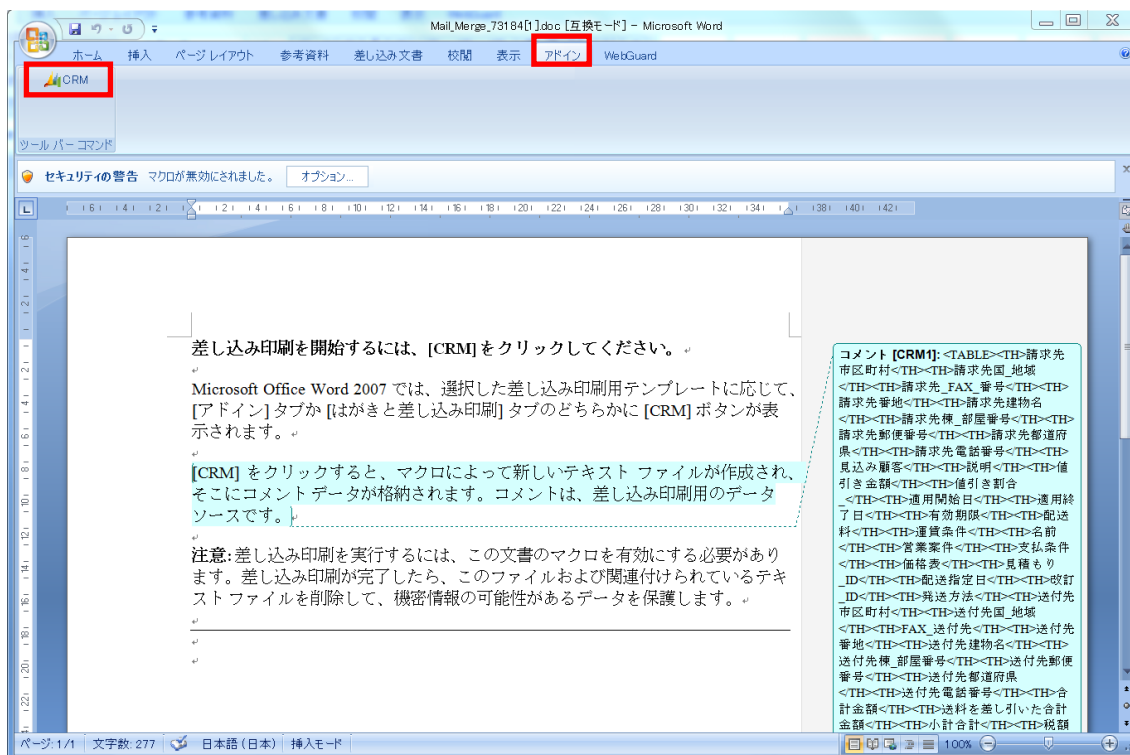 Mail_Merge_73184[1].doc [互換モード] - Microsoft Word
ホーム 挿入 ページ レイアウト 参考資料 差し込み文書 校閲 表示 アドイン WebGuard
CRM
ツール バー コマンド
セキュリティの警告 マクロが無効にされました。 オプション...
L
|6| |4| |2| |2| |4| |6| |8| |10| |12| |14| |16| |18| |20| |22| |24| |26| |28| |30| |32| |34| |38| |40| |42|
差し込み印刷を開始するには、[CRM] をクリックしてください。
Microsoft Office Word 2007 では、選択した差し込み印刷用テンプレートに応じて、
[アドイン] タブか [はがきと差し込み印刷] タブのどちらかに [CRM] ボタンが表
示されます。
[CRM] をクリックすると、マクロによって新しいテキスト ファイルが作成され、
そこにコメント データが格納されます。コメントは、差し込み印刷用のデータ
ソースです。
注意: 差し込み印刷を実行するには、この文書のマクロを有効にする必要があり
ます。差し込み印刷が完了したら、このファイルおよび関連付けられているテキ
スト ファイルを削除して、機密情報の可能性があるデータを保護します。
コメント [CRM1]: <TABLE><TH>請求先
市区町村</TH><TH>請求先国_地域
</TH><TH>請求先_FAX_番号</TH><TH>
請求先番地</TH><TH>請求先建物名
</TH><TH>請求先棟_部屋番号</TH><TH>
請求先郵便番号</TH><TH>請求先都道府
県</TH><TH>請求先電話番号</TH><TH>
見込み顧客</TH><TH>説明</TH><TH>値
引き金額</TH><TH>値引き割合
_</TH><TH>適用開始日</TH><TH>適用終
了日</TH><TH>有効期限</TH><TH>配送
料</TH><TH>運賃条件</TH><TH>名前
</TH><TH>営業案件</TH><TH>支払条件
</TH><TH>価格表</TH><TH>見積もり
_ID</TH><TH>配送指定日</TH><TH>改訂
_ID</TH><TH>発送方法</TH><TH>送付先
市区町村</TH><TH>送付先国_地域
</TH><TH>FAX_送付先</TH><TH>送付先
番地</TH><TH>送付先建物名</TH><TH>
送付先棟_部屋番号</TH><TH>送付先郵便
番号</TH><TH>送付先都道府県
</TH><TH>送付先電話番号</TH><TH>合
計金額</TH><TH>送料を差し引いた合計
金額</TH><TH>小計合計</TH><TH>税額
ページ: 1/1 文字数: 277 日本語 (日本) 挿入モード 100%